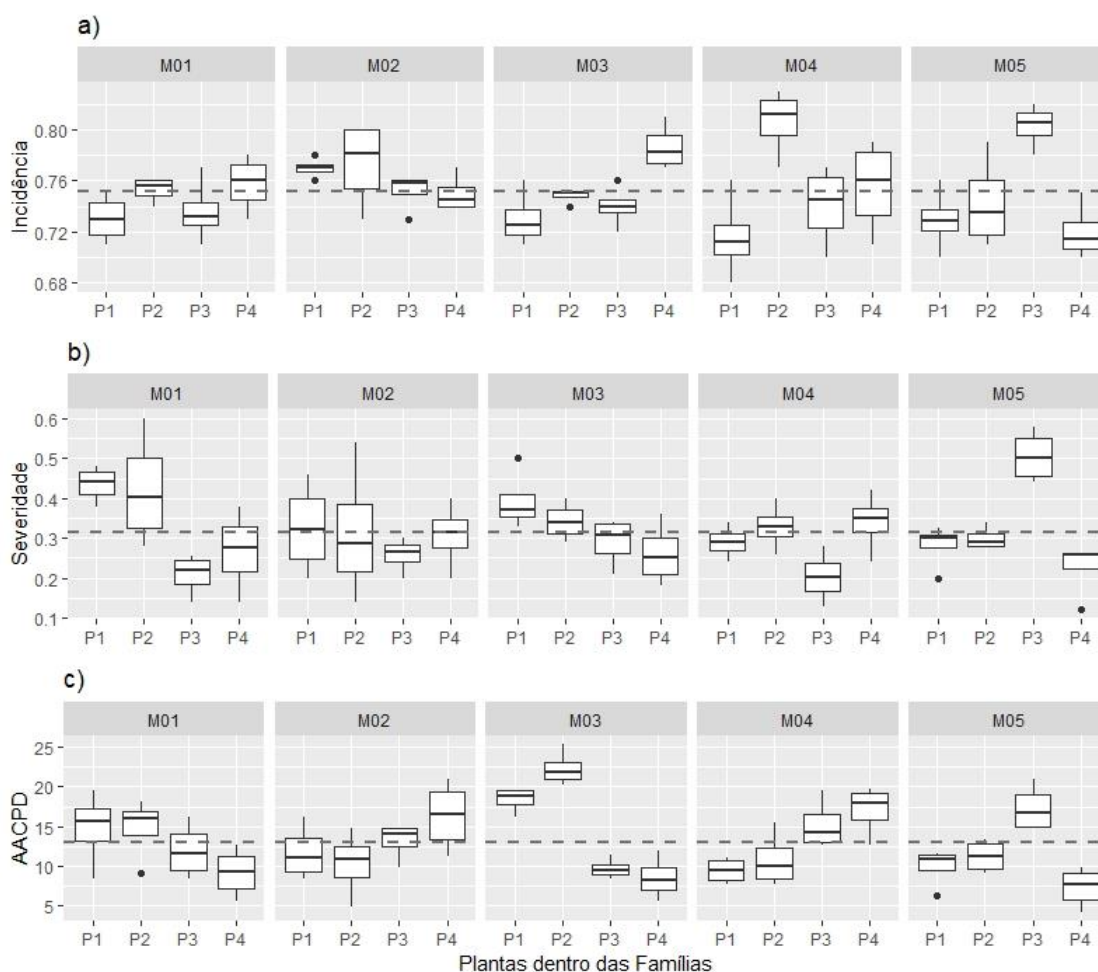 a)
M01 M02 M03 M04 M05
Incidência
0.80
0.76
0.72
0.68
P1 P2 P3 P4 P1 P2 P3 P4 P1 P2 P3 P4 P1 P2 P3 P4 P1 P2 P3 P4
b)
M01 M02 M03 M04 M05
Severidade
0.6
0.5
0.4
0.3
0.2
0.1
P1 P2 P3 P4 P1 P2 P3 P4 P1 P2 P3 P4 P1 P2 P3 P4 P1 P2 P3 P4
c)
M01 M02 M03 M04 M05
AACPD
25
20
15
10
5
P1 P2 P3 P4 P1 P2 P3 P4 P1 P2 P3 P4 P1 P2 P3 P4 P1 P2 P3 P4
Plantas dentro das Famílias